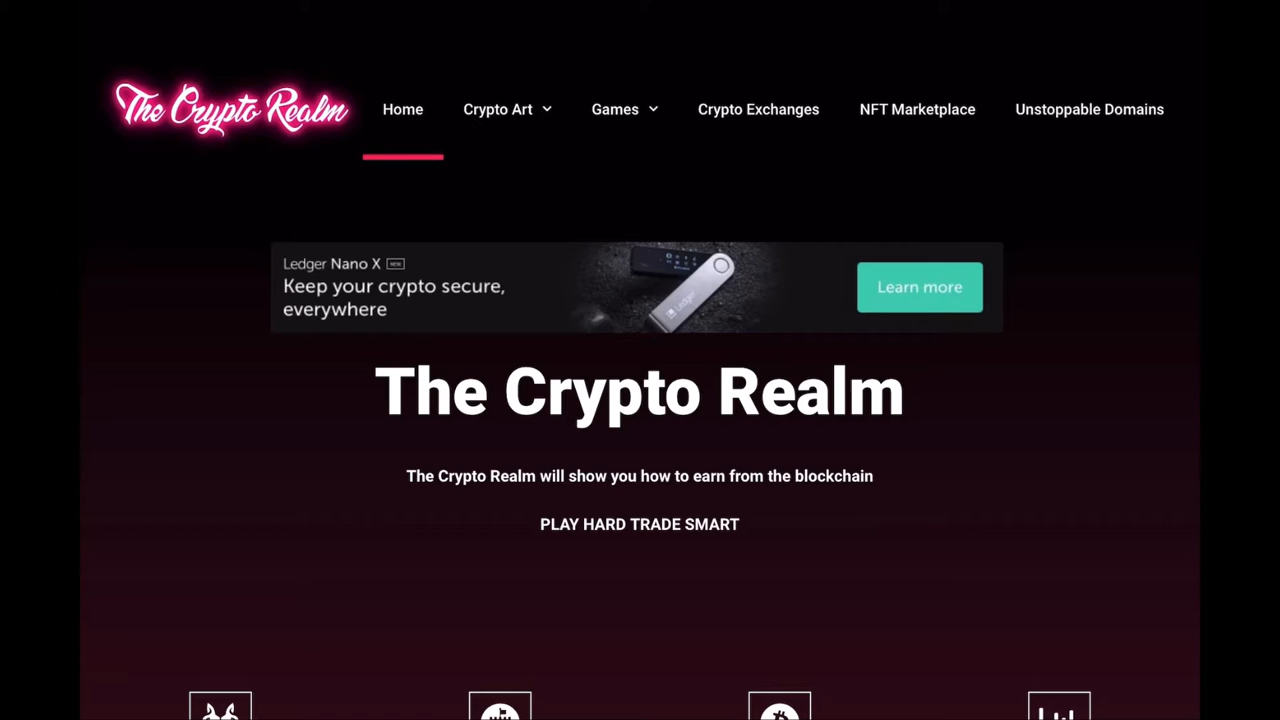 The Crypto Realm
Home
Crypto Art
Games
Crypto Exchanges
NFT Marketplace
Unstoppable Domains
Ledger Nano X NEW
Keep your crypto secure,
everywhere
Ledger
Learn more
The Crypto Realm
The Crypto Realm will show you how to earn from the blockchain
PLAY HARD TRADE SMART